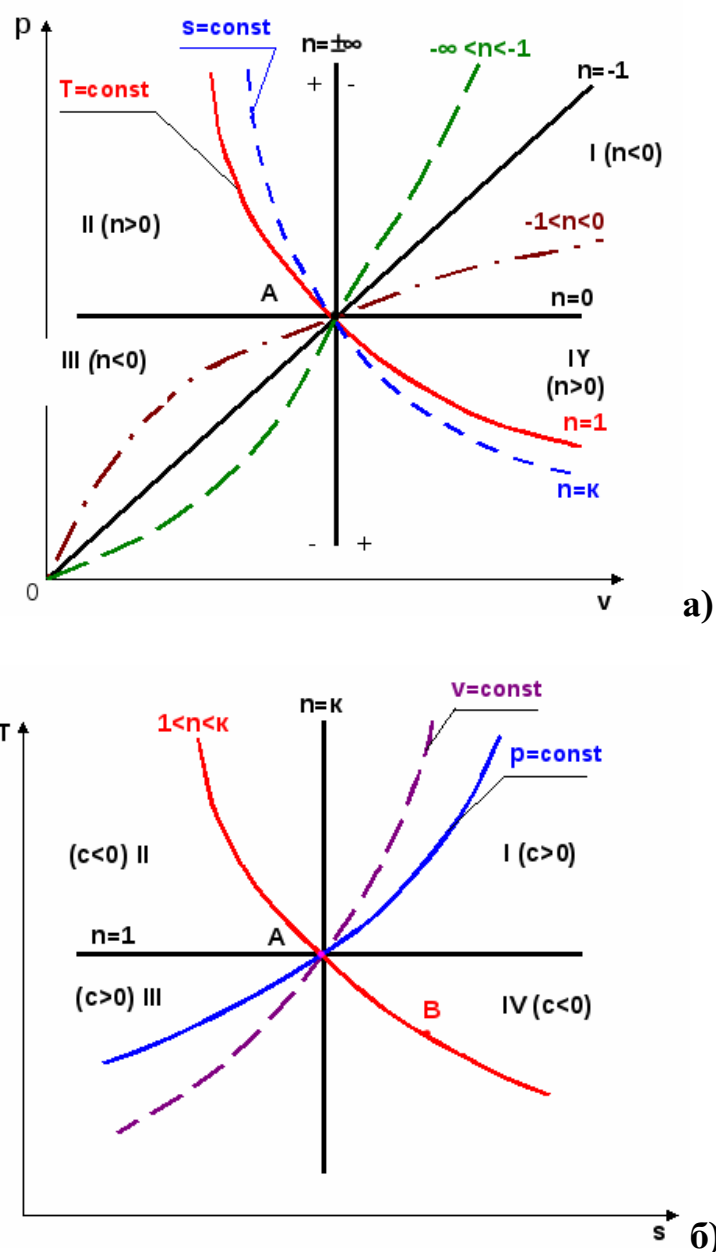 p
s=const
n=±∞
-∞ <n<-1
n=-1
+ -
T=const
I (n<0)
II (n>0)
-1<n<0
A
n=0
III (n<0)
IY
(n>0)
n=1
n=к
- +
0
v
а)
T
1<n<к
n=к
v=const
p=const
(c<0) II
I (c>0)
n=1
A
(c>0) III
B
IV (c<0)
s
б)